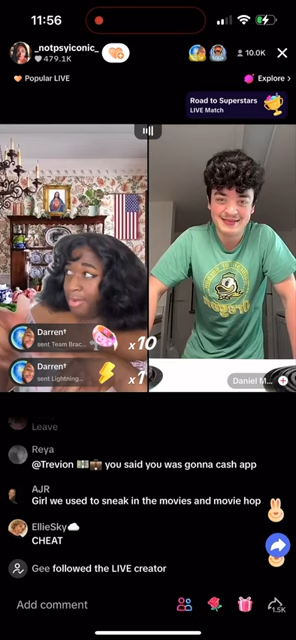 11:56
_notpsyiconic_
479.1K
10.0K
Popular LIVE
Explore >
Road to Superstars
LIVE Match
Darren†
sent Team Brac...
x10
Darren†
sent Lightning...
x1
Daniel M...
Leave
Reya
@Trevion 💵💼 you said you was gonna cash app
AJR
Girl we used to sneak in the movies and movie hop
EllieSky☁️
CHEAT
Gee followed the LIVE creator
Add comment
1.5K